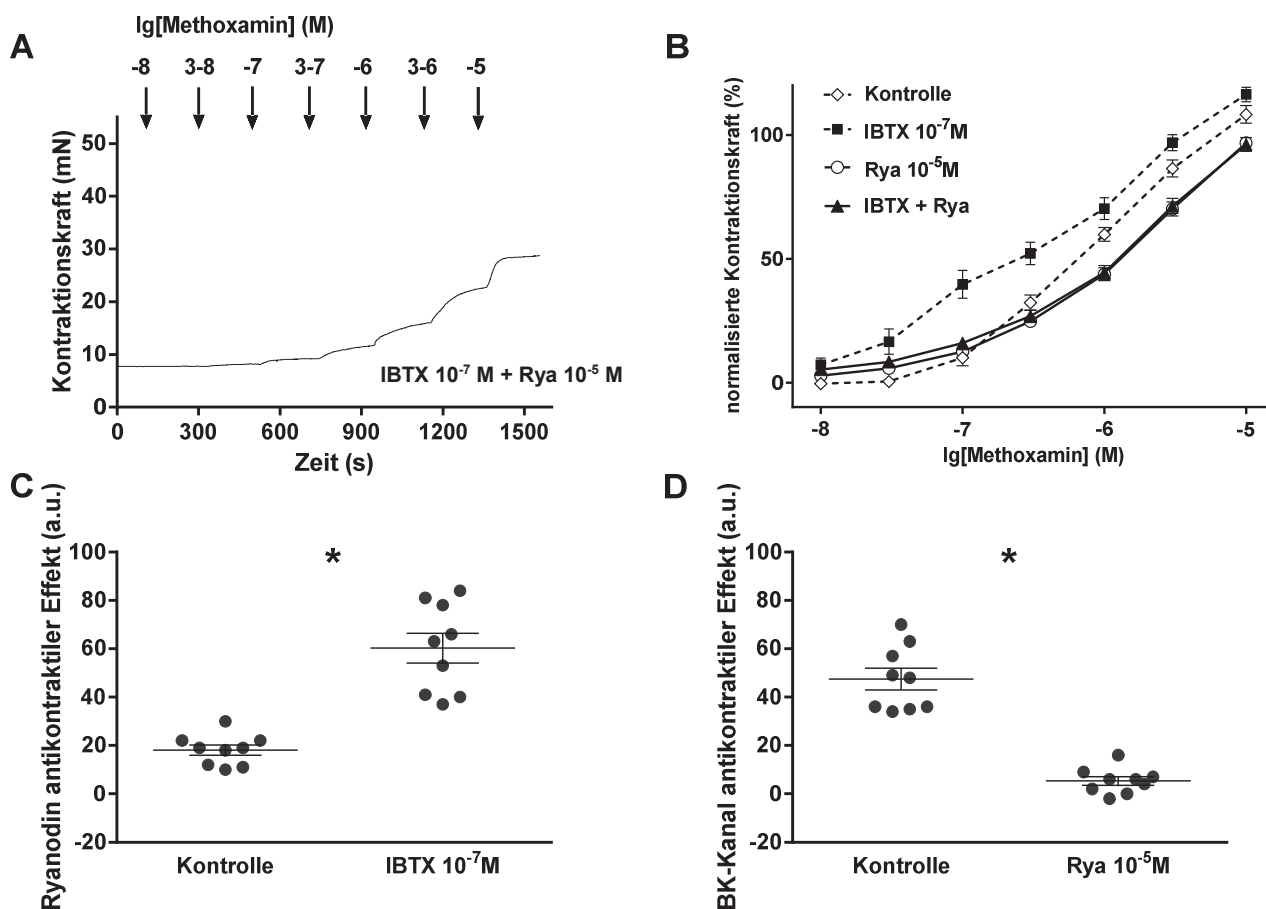 A
lg[Methoxamin] (M)
-8 3-8 -7 3-7 -6 3-6 -5
Kontraktionskraft (mN)
50
40
30
20
10
0
IBTX 10-7 M + Rya 10-5 M
0 300 600 900 1200 1500
Zeit (s)
B
normalisierte Kontraktionskraft (%)
Kontrolle
IBTX 10-7M
Rya 10-5M
IBTX + Rya
100
50
0
-8 -7 -6 -5
lg[Methoxamin] (M)
C
Ryanodin antikontraktiler Effekt (a.u.)
100
80
60
40
20
0
-20
*
Kontrolle IBTX 10-7M
D
BK-Kanal antikontraktiler Effekt (a.u.)
100
80
60
40
20
0
-20
*
Kontrolle Rya 10-5M